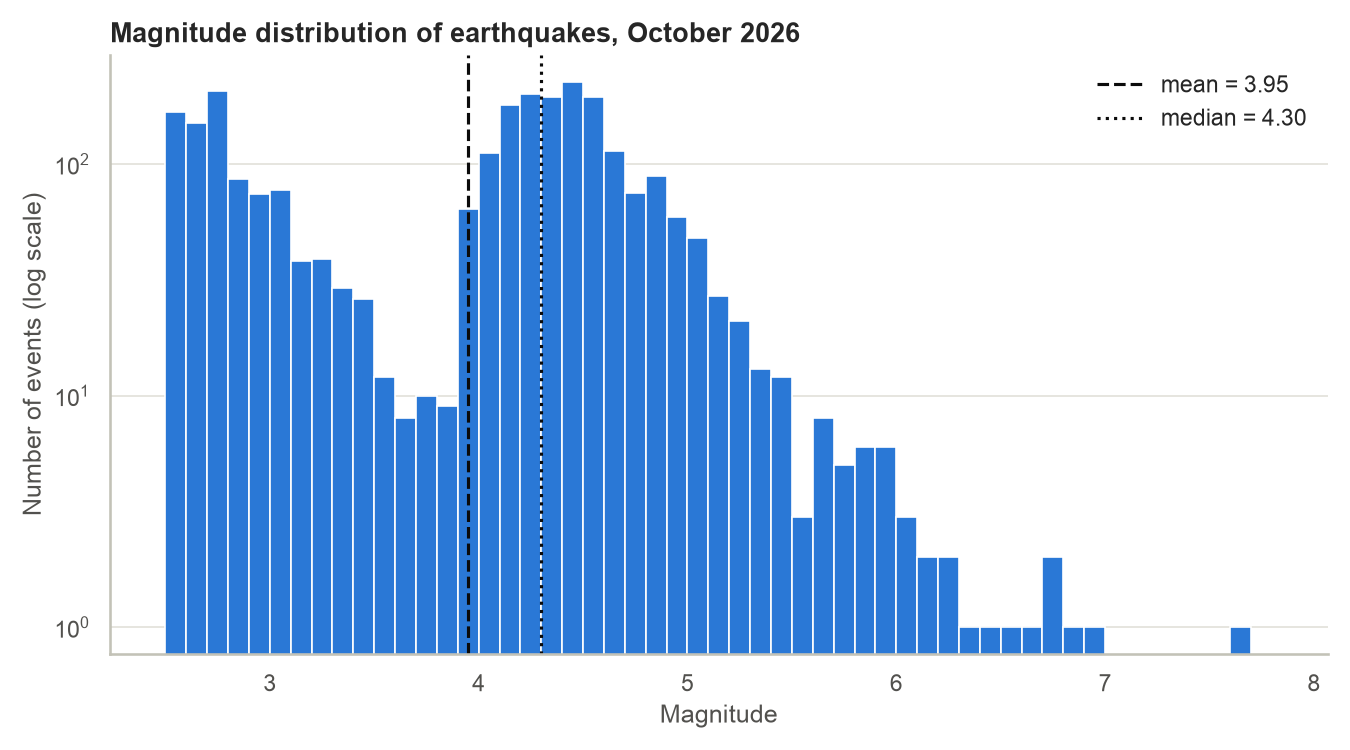 Magnitude distribution of earthquakes, October 2026
mean = 3.95
median = 4.30
Number of events (log scale)
10²
10¹
10⁰
3 4 5 6 7 8
Magnitude